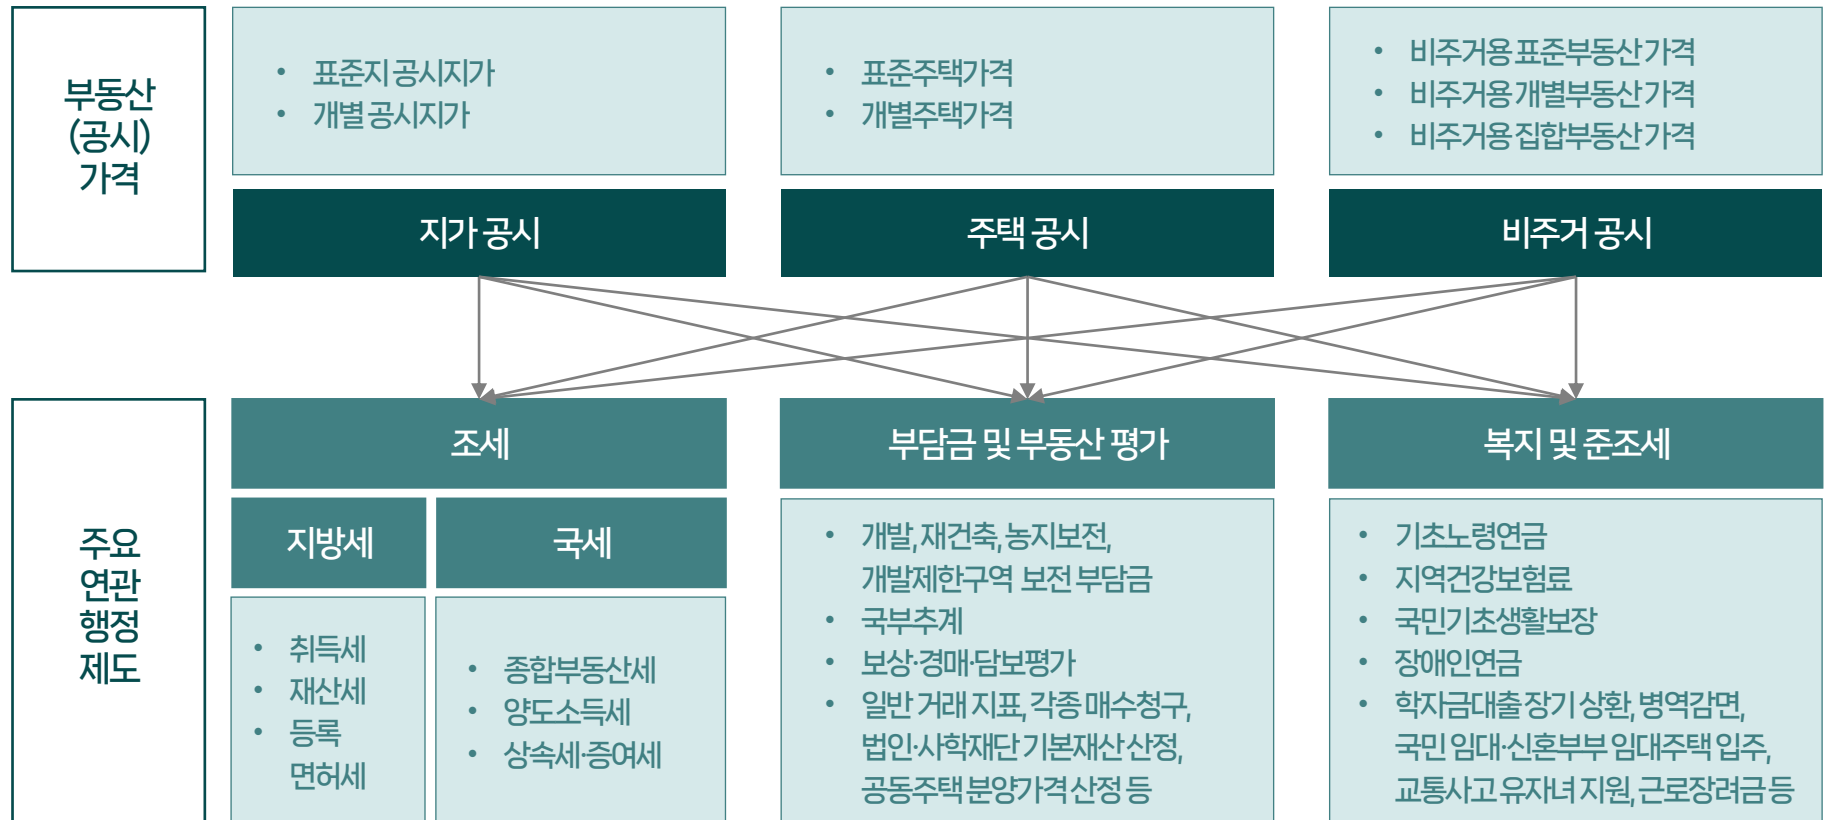 부동산
(공시)
가격
• 표준지 공시지가
• 개별 공시지가
지가 공시
• 표준주택가격
• 개별주택가격
주택 공시
• 비주거용 표준부동산 가격
• 비주거용 개별부동산 가격
• 비주거용 집합부동산 가격
비주거 공시
주요
연관
행정
제도
조세
지방세
• 취득세
• 재산세
• 등록
면허세
국세
• 종합부동산세
• 양도소득세
• 상속세·증여세
부담금 및 부동산 평가
• 개발, 재건축, 농지보전,
개발제한구역 보전 부담금
• 국부추계
• 보상·경매·담보평가
• 일반 거래 지표, 각종 매수청구,
법인·사학재단 기본재산 산정,
공동주택 분양가격 산정 등
복지 및 준조세
• 기초노령연금
• 지역건강보험료
• 국민기초생활보장
• 장애인연금
• 학자금대출 장기 상환, 병역감면,
국민 임대·신혼부부 임대주택 입주,
교통사고 유자녀 지원, 근로장려금 등